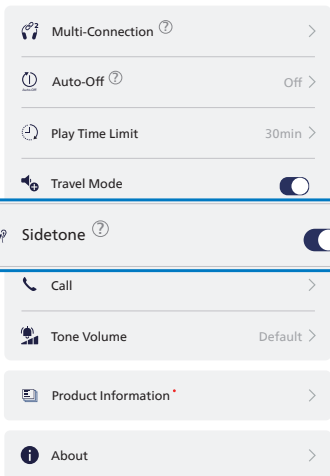 Multi-Connection ?
Auto-Off ? Off
Play Time Limit 30min
Travel Mode
Sidetone ?
Call
Tone Volume Default
Product Information
About